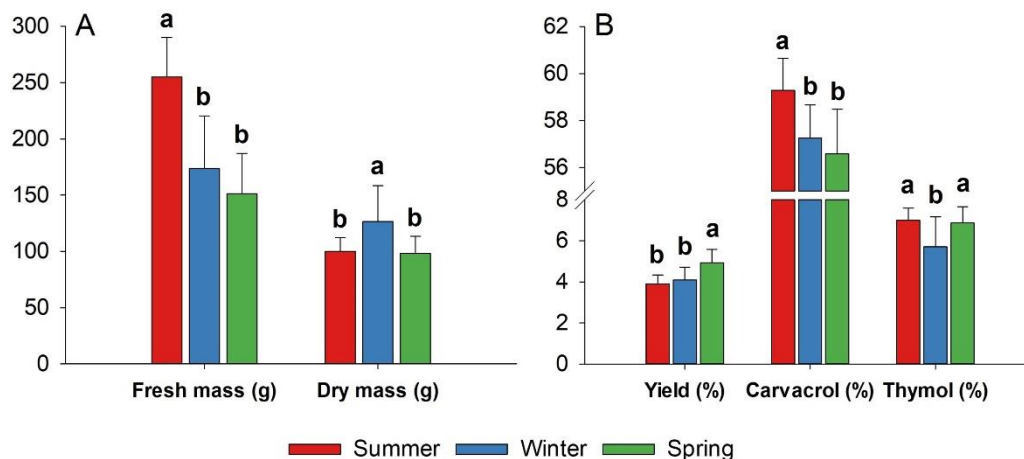 A
300
250
200
150
100
50
0
a
b
b
b
a
b
Fresh mass (g)
Dry mass (g)
B
62
60
58
56
8
6
4
2
0
b
b
a
a
b
b
a
b
a
Yield (%)
Carvacrol (%)
Thymol (%)
Summer
Winter
Spring